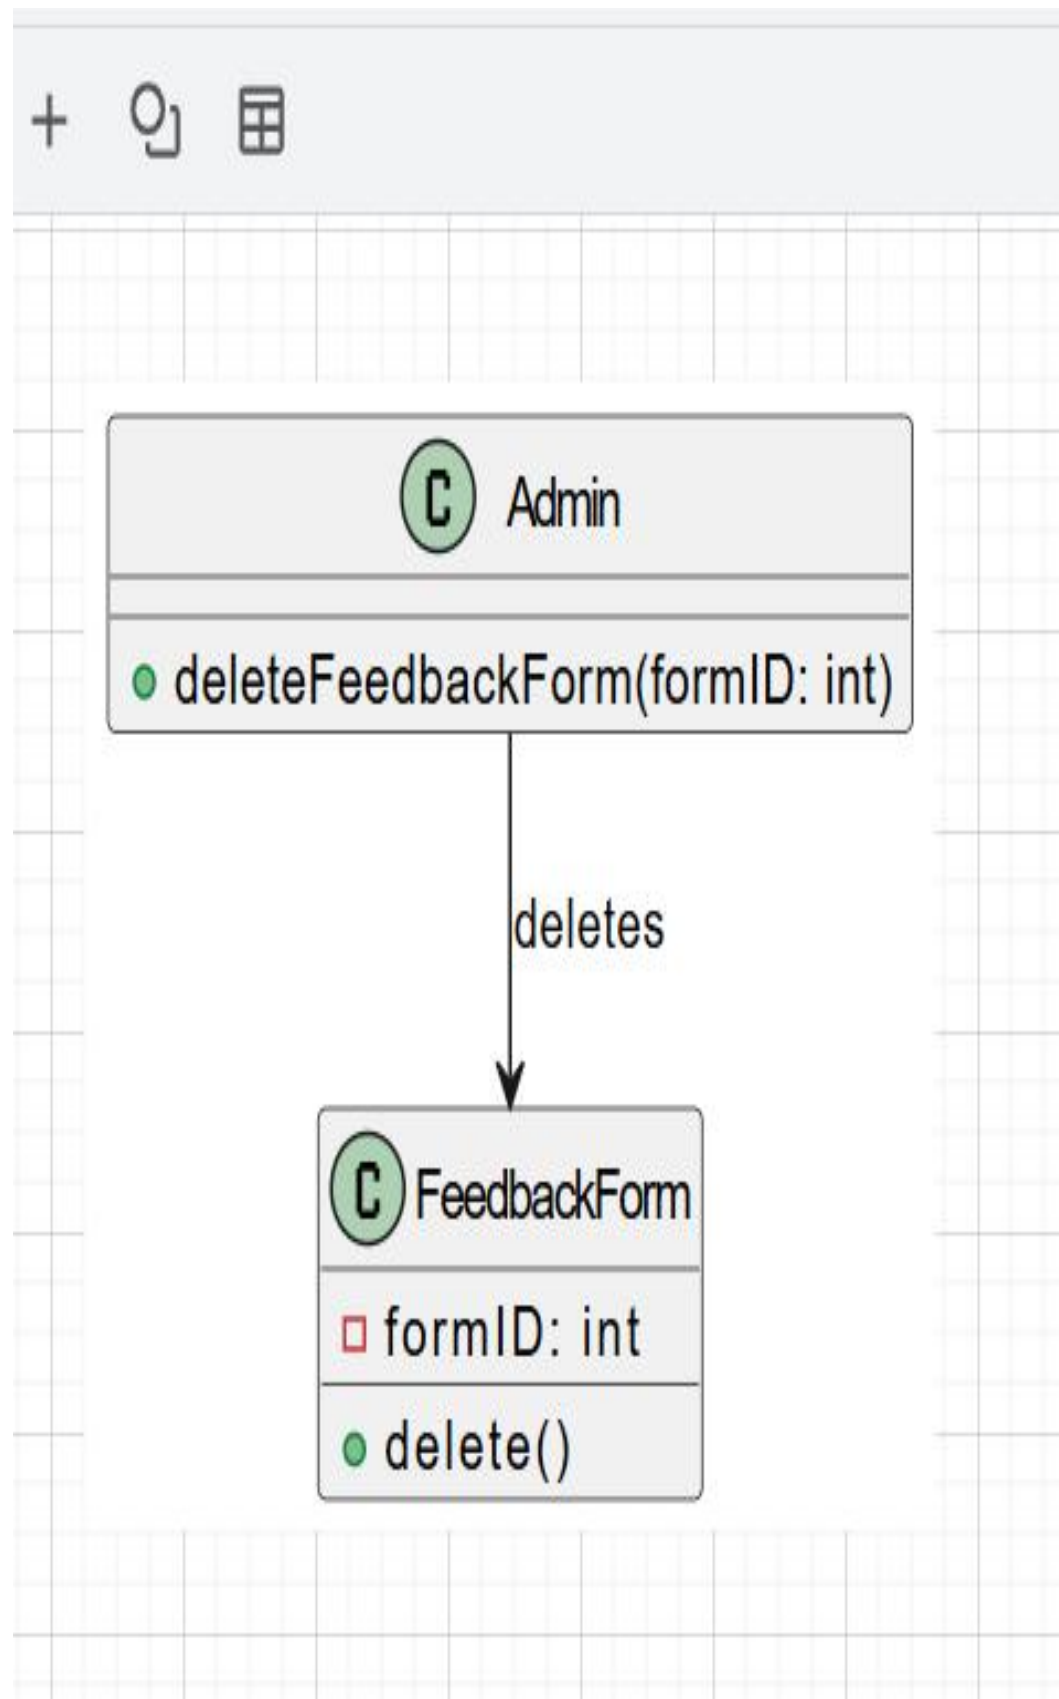 C Admin
deleteFeedbackForm(formID: int)
deletes
C FeedbackForm
formID: int
delete()